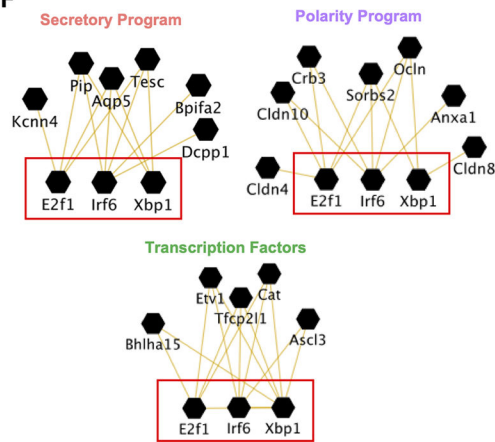 Secretory Program
Pip
Aqp5
Tesc
Kcnn4
Bpifa2
Dcpp1
E2f1 Irf6 Xbp1
Polarity Program
Crb3
Ocln
Sorbs2
Cldn10
Anxa1
Cldn4
Cldn8
E2f1 Irf6 Xbp1
Transcription Factors
Etv1
Cat
Tfcp2l1
Bhlha15
Ascl3
E2f1 Irf6 Xbp1